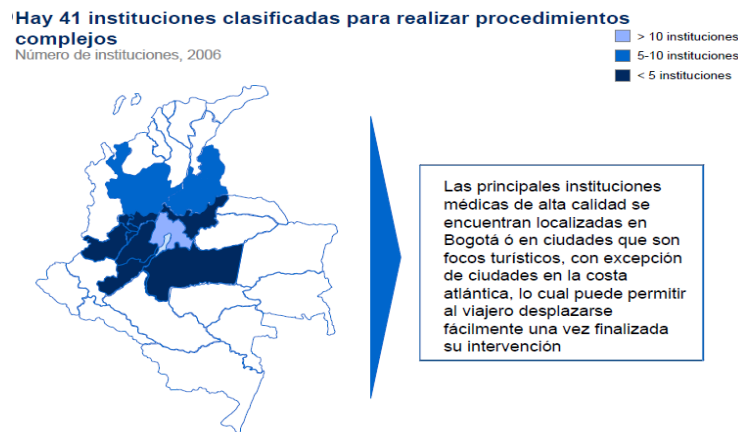 Hay 41 instituciones clasificadas para realizar procedimientos
complejos
Número de instituciones, 2006
> 10 instituciones
5-10 instituciones
< 5 instituciones
Las principales instituciones
médicas de alta calidad se
encuentran localizadas en
Bogotá ó en ciudades que son
focos turísticos, con excepción
de ciudades en la costa
atlántica, lo cual puede permitir
al viajero desplazarse
fácilmente una vez finalizada
su intervención